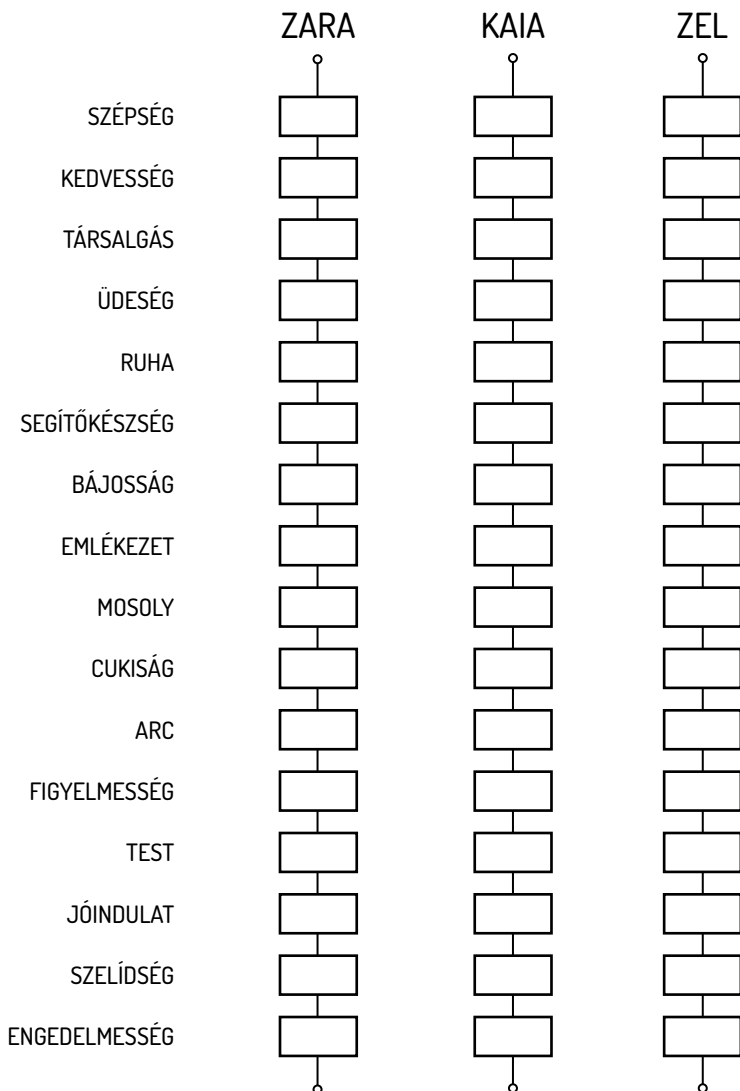 ZARA KAIA ZEL
SZÉPSÉG
KEDVESSÉG
TÁRSALGÁS
ÜDESÉG
RUHA
SEGÍTŐKÉSZSÉG
BÁJOSSÁG
EMLÉKEZET
MOSOLY
CUKISÁG
ARC
FIGYELMESSÉG
TEST
JÓINDULAT
SZELÍDSÉG
ENGEDELMESSÉG